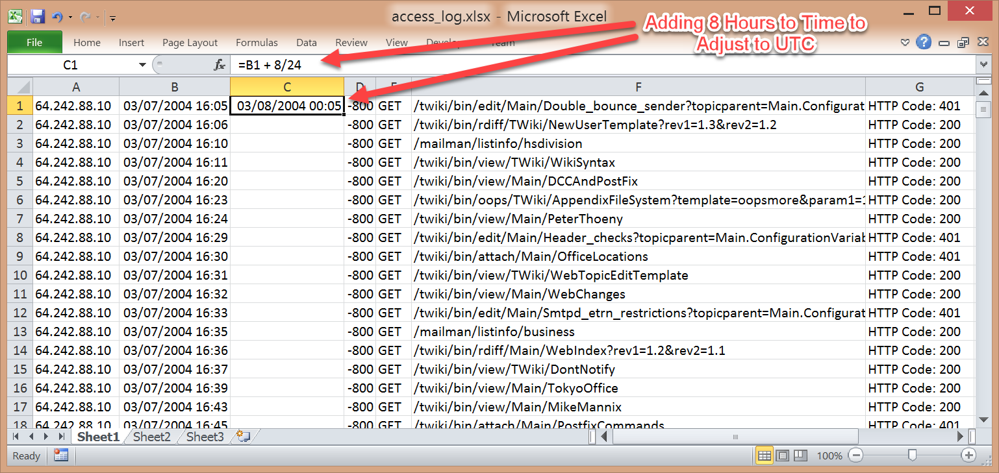 access_log.xlsx - Microsoft Excel
Adding 8 Hours to Time to
Adjust to UTC
File Home Insert Page Layout Formulas Data Review View
C1 fx =B1 + 8/24
A B C D F G
1 64.242.88.10 03/07/2004 16:05 03/08/2004 00:05 -800 GET /twiki/bin/edit/Main/Double_bounce_sender?topicparent=Main.Configurat HTTP Code: 401
2 64.242.88.10 03/07/2004 16:06 -800 GET /twiki/bin/rdiff/TWiki/NewUserTemplate?rev1=1.3&rev2=1.2 HTTP Code: 200
3 64.242.88.10 03/07/2004 16:10 -800 GET /mailman/listinfo/hsdivision HTTP Code: 200
4 64.242.88.10 03/07/2004 16:11 -800 GET /twiki/bin/view/TWiki/WikiSyntax HTTP Code: 200
5 64.242.88.10 03/07/2004 16:20 -800 GET /twiki/bin/view/Main/DCCAndPostFix HTTP Code: 200
6 64.242.88.10 03/07/2004 16:23 -800 GET /twiki/bin/oops/TWiki/AppendixFileSystem?template=oopsmore&param1=1 HTTP Code: 200
7 64.242.88.10 03/07/2004 16:24 -800 GET /twiki/bin/view/Main/PeterThoeny HTTP Code: 200
8 64.242.88.10 03/07/2004 16:29 -800 GET /twiki/bin/edit/Main/Header_checks?topicparent=Main.ConfigurationVariab HTTP Code: 401
9 64.242.88.10 03/07/2004 16:30 -800 GET /twiki/bin/attach/Main/OfficeLocations HTTP Code: 401
10 64.242.88.10 03/07/2004 16:31 -800 GET /twiki/bin/view/TWiki/WebTopicEditTemplate HTTP Code: 200
11 64.242.88.10 03/07/2004 16:32 -800 GET /twiki/bin/view/Main/WebChanges HTTP Code: 200
12 64.242.88.10 03/07/2004 16:33 -800 GET /twiki/bin/edit/Main/Smtpd_etrn_restrictions?topicparent=Main.Configurat HTTP Code: 401
13 64.242.88.10 03/07/2004 16:35 -800 GET /mailman/listinfo/business HTTP Code: 200
14 64.242.88.10 03/07/2004 16:36 -800 GET /twiki/bin/rdiff/Main/WebIndex?rev1=1.2&rev2=1.1 HTTP Code: 200
15 64.242.88.10 03/07/2004 16:37 -800 GET /twiki/bin/view/TWiki/DontNotify HTTP Code: 200
16 64.242.88.10 03/07/2004 16:39 -800 GET /twiki/bin/view/Main/TokyoOffice HTTP Code: 200
17 64.242.88.10 03/07/2004 16:43 -800 GET /twiki/bin/view/Main/MikeMannix HTTP Code: 200
18 64.242.88.10 03/07/2004 16:45 -800 GET /twiki/bin/attach/Main/PostfixCommands HTTP Code: 401
Sheet1 Sheet2 Sheet3
Ready 100%